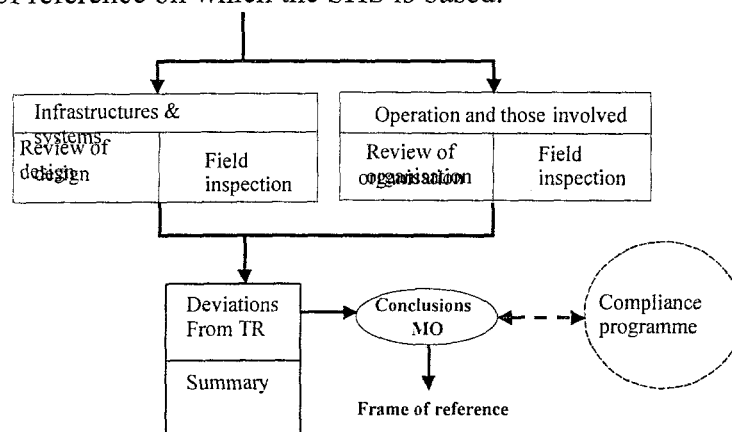 of reference on which the SHS is based.
Infrastructures &
systems
Operation and those involved
Review of
design
Field
inspection
Review of
organisation
Field
inspection
Deviations
From TR
Summary
Conclusions
MO
Compliance
programme
Frame of reference